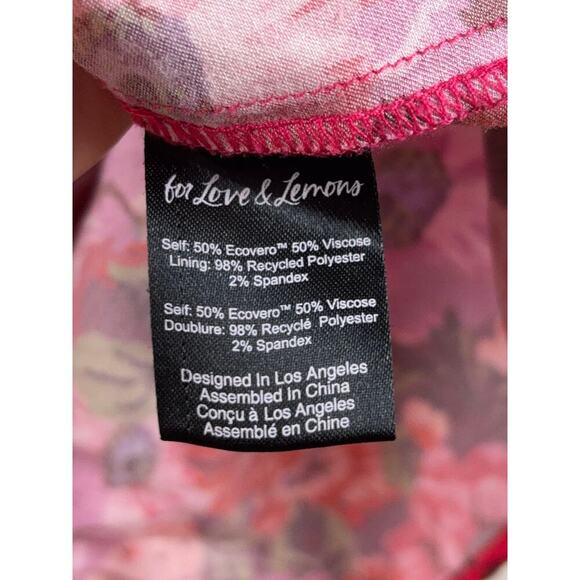 for Love & Lemons
Self: 50% Ecovero™ 50% Viscose
Lining: 98% Recycled Polyester
2% Spandex
Self: 50% Ecovero™ 50% Viscose
Doublure: 98% Recyclé Polyester
2% Spandex
Designed In Los Angeles
Assembled in China
Conçu à Los Angeles
Assemblé en Chine